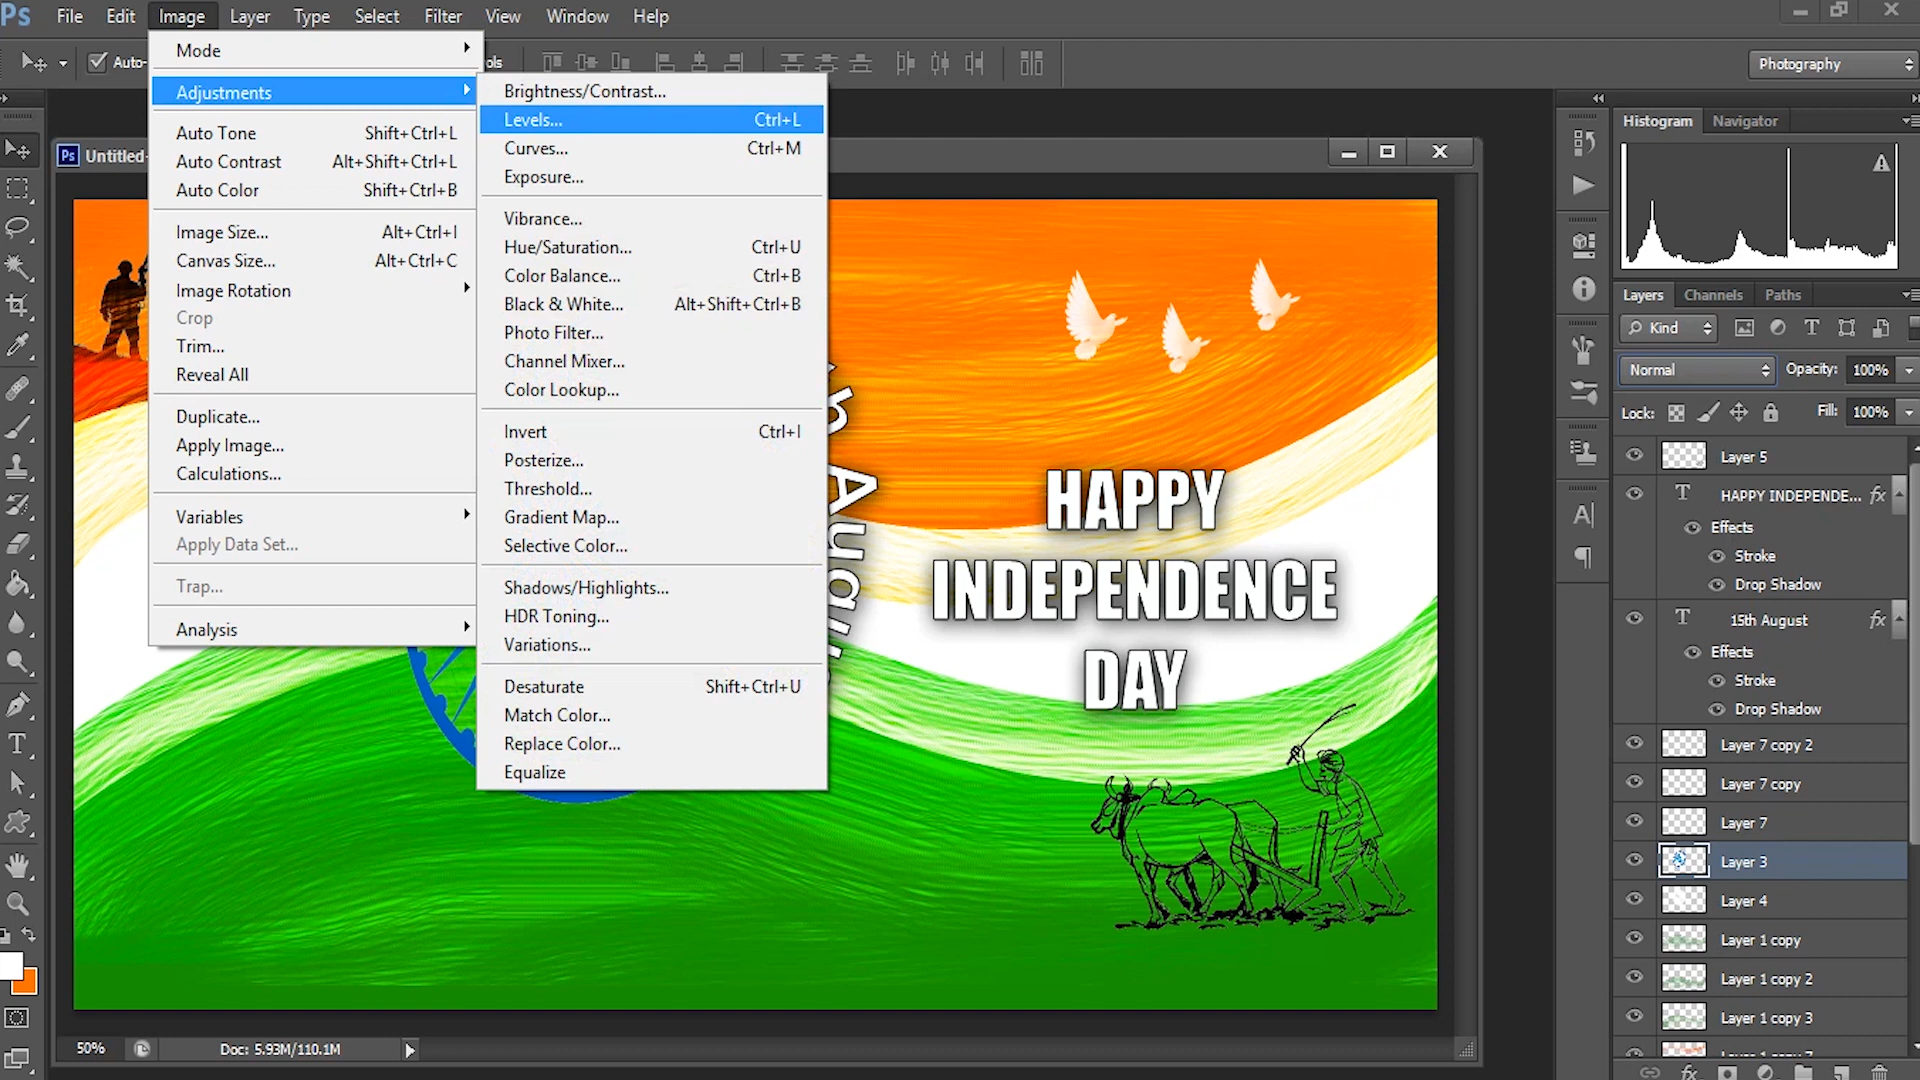 Ps File Edit Image Layer Type Select Filter View Window Help
Auto-
Photography
Mode
Adjustments
Auto Tone Shift+Ctrl+L
Auto Contrast Alt+Shift+Ctrl+L
Auto Color Shift+Ctrl+B
Image Size... Alt+Ctrl+I
Canvas Size... Alt+Ctrl+C
Image Rotation
Crop
Trim...
Reveal All
Duplicate...
Apply Image...
Calculations...
Variables
Apply Data Set...
Trap...
Analysis
Brightness/Contrast...
Levels... Ctrl+L
Curves... Ctrl+M
Exposure...
Vibrance...
Hue/Saturation... Ctrl+U
Color Balance... Ctrl+B
Black & White... Alt+Shift+Ctrl+B
Photo Filter...
Channel Mixer...
Color Lookup...
Invert Ctrl+I
Posterize...
Threshold...
Gradient Map...
Selective Color...
Shadows/Highlights...
HDR Toning...
Variations...
Desaturate Shift+Ctrl+U
Match Color...
Replace Color...
Equalize
Ps Untitled-
HAPPY
INDEPENDENCE
DAY
50% Doc: 5.93M/110.1M
Histogram Navigator
Layers Channels Paths
Kind
Normal Opacity: 100%
Lock: Fill: 100%
Layer 5
T HAPPY INDEPENDE... fx
Effects
Stroke
Drop Shadow
T 15th August fx
Effects
Stroke
Drop Shadow
Layer 7 copy 2
Layer 7 copy
Layer 7
Layer 3
Layer 4
Layer 1 copy
Layer 1 copy 2
Layer 1 copy 3